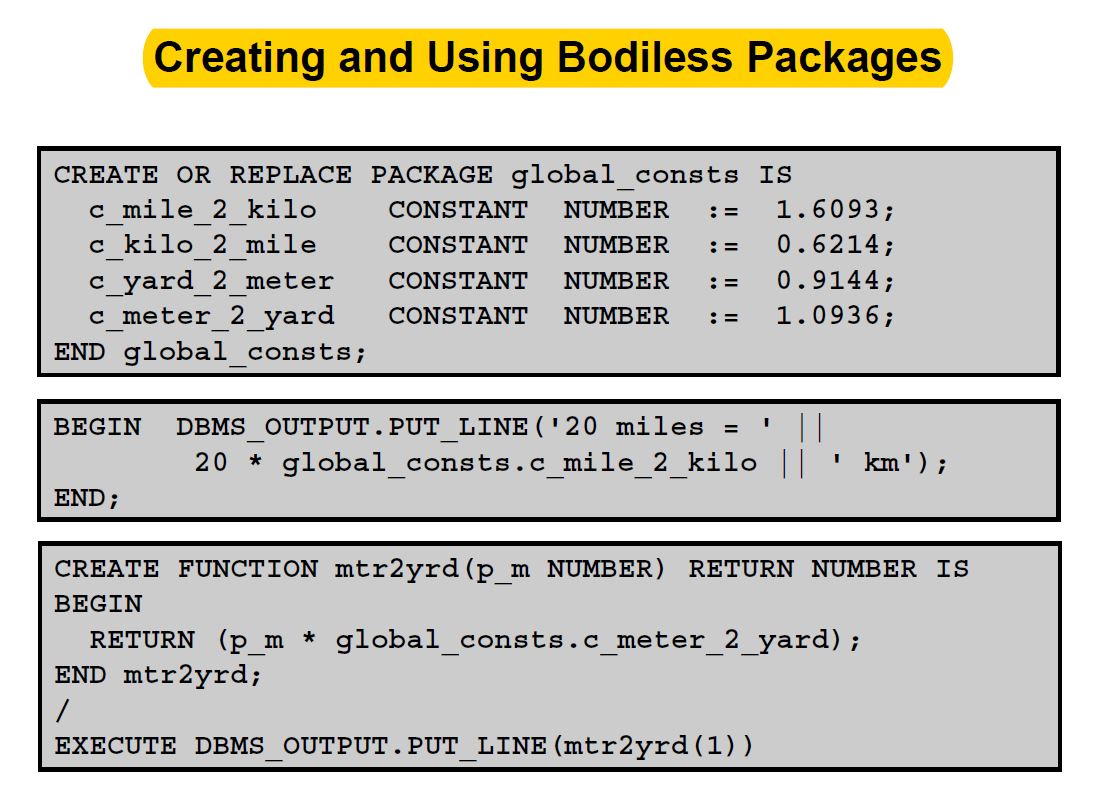 Creating and Using Bodiless Packages
CREATE OR REPLACE PACKAGE global_consts IS
  c_mile_2_kilo    CONSTANT  NUMBER  :=  1.6093;
  c_kilo_2_mile    CONSTANT  NUMBER  :=  0.6214;
  c_yard_2_meter   CONSTANT  NUMBER  :=  0.9144;
  c_meter_2_yard   CONSTANT  NUMBER  :=  1.0936;
END global_consts;
BEGIN  DBMS_OUTPUT.PUT_LINE('20 miles = ' ||
        20 * global_consts.c_mile_2_kilo || ' km');
END;
CREATE FUNCTION mtr2yrd(p_m NUMBER) RETURN NUMBER IS
BEGIN
  RETURN (p_m * global_consts.c_meter_2_yard);
END mtr2yrd;
/
EXECUTE DBMS_OUTPUT.PUT_LINE(mtr2yrd(1))